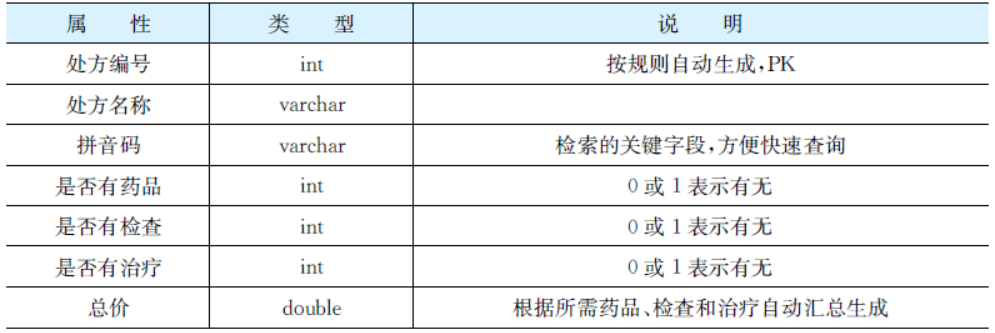 属 性 类 型 说 明
处方编号 int 按规则自动生成,PK
处方名称 varchar
拼音码 varchar 检索的关键字段,方便快速查询
是否有药品 int 0 或 1 表示有无
是否有检查 int 0 或 1 表示有无
是否有治疗 int 0 或 1 表示有无
总价 double 根据所需药品、检查和治疗自动汇总生成